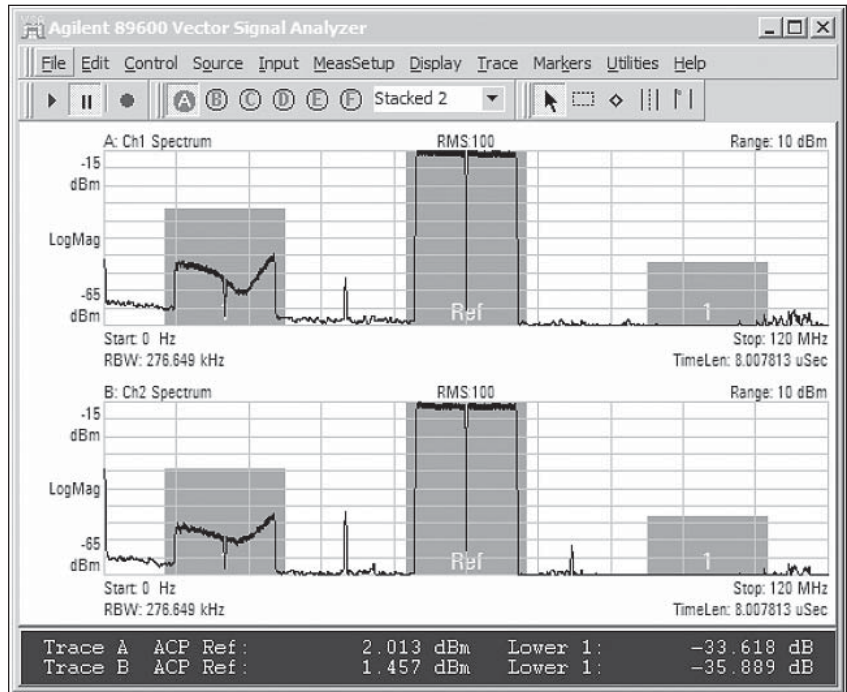 Agilent 89600 Vector Signal Analyzer
File Edit Control Source Input MeasSetup Display Trace Markers Utilities Help
A B C D E F Stacked 2
A: Ch1 Spectrum RMS:100 Range: 10 dBm
-15
dBm
LogMag
-65
dBm
Ref 1
Start: 0 Hz Stop: 120 MHz
RBW: 276.649 kHz TimeLen: 8.007813 uSec
B: Ch2 Spectrum RMS:100 Range: 10 dBm
-15
dBm
LogMag
-65
dBm
Ref 1
Start: 0 Hz Stop: 120 MHz
RBW: 276.649 kHz TimeLen: 8.007813 uSec
Trace A ACP Ref: 2.013 dBm Lower 1: -33.618 dB
Trace B ACP Ref: 1.457 dBm Lower 1: -35.889 dB